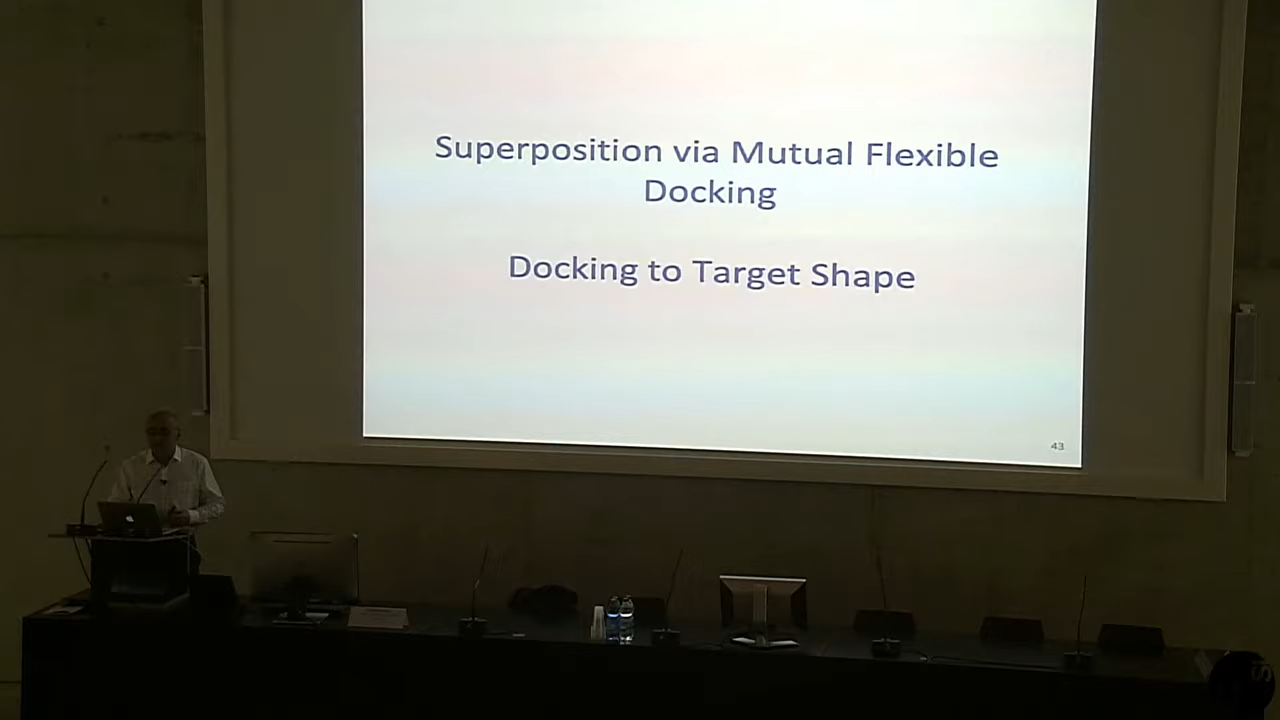 Superposition via Mutual Flexible
Docking
Docking to Target Shape
43